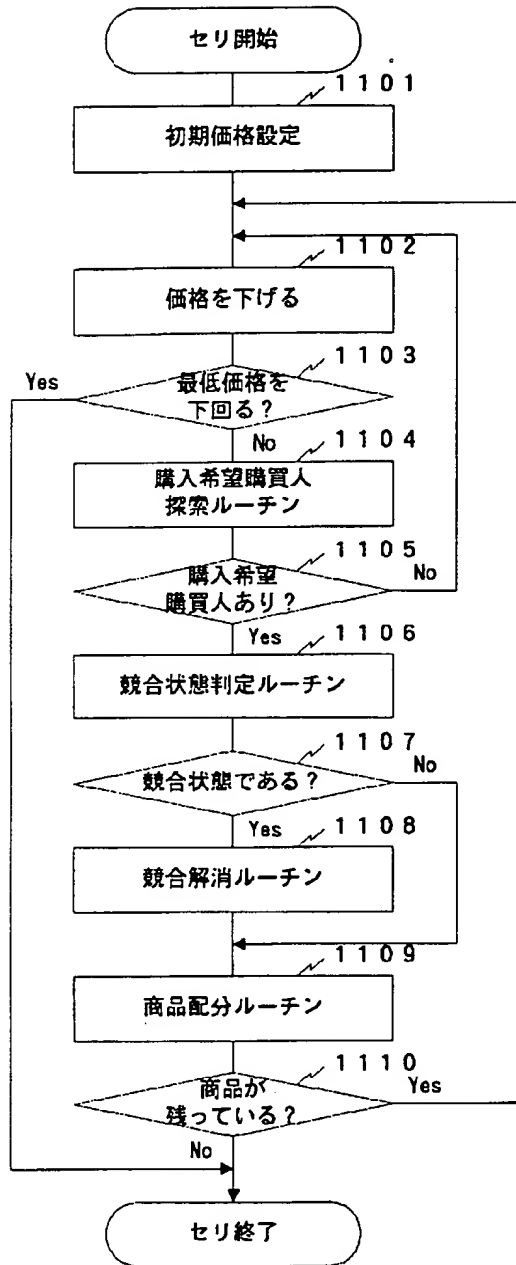 セリ開始
1101
初期価格設定
1102
価格を下げる
1103
Yes
最低価格を
下回る?
No
1104
購入希望購買人
探索ルーチン
1105
購入希望
購買人あり?
No
Yes
1106
競合状態判定ルーチン
1107
競合状態である?
No
Yes
1108
競合解消ルーチン
1109
商品配分ルーチン
1110
商品が
残っている?
Yes
No
セリ終了